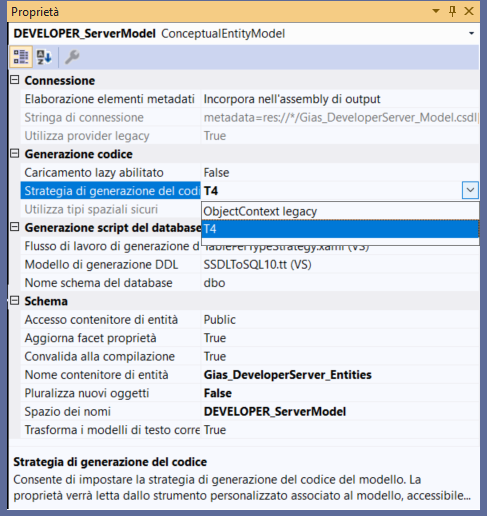 Proprietà
DEVELOPER_ServerModel ConceptualEntityModel
Connessione
Elaborazione elementi metadati Incorpora nell'assembly di output
Stringa di connessione metadata=res://*/Gias_DeveloperServer_Model.csdl|
Utilizza provider legacy True
Generazione codice
Caricamento lazy abilitato False
Strategia di generazione del codi T4
Utilizza tipi spaziali sicuri
ObjectContext legacy
T4
Generazione script del database
Flusso di lavoro di generazione d TablePerTypeStrategy.xaml (VS)
Modello di generazione DDL SSDLToSQL10.tt (VS)
Nome schema del database dbo
Schema
Accesso contenitore di entità Public
Aggiorna facet proprietà True
Convalida alla compilazione True
Nome contenitore di entità Gias_DeveloperServer_Entities
Pluralizza nuovi oggetti False
Spazio dei nomi DEVELOPER_ServerModel
Trasforma i modelli di testo corre True
Strategia di generazione del codice
Consente di impostare la strategia di generazione del codice del modello. La
proprietà verrà letta dallo strumento personalizzato associato al modello, accessibile...